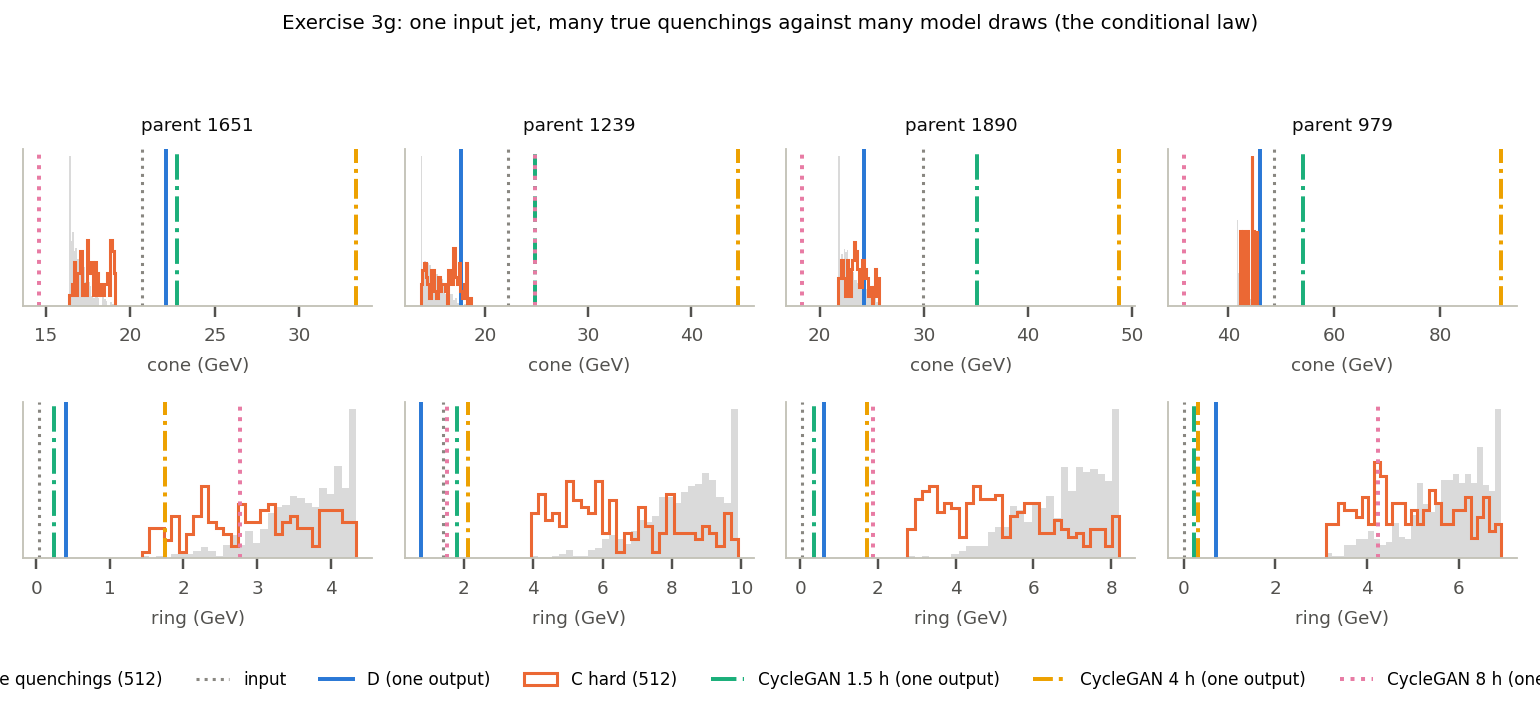 Exercise 3g: one input jet, many true quenchings against many model draws (the conditional law)
parent 1651
parent 1239
parent 1890
parent 979
15 20 25 30
20 30 40
20 30 40 50
40 60 80
cone (GeV)
cone (GeV)
cone (GeV)
cone (GeV)
0 1 2 3 4
2 4 6 8 10
0 2 4 6 8
0 2 4 6
ring (GeV)
ring (GeV)
ring (GeV)
ring (GeV)
e quenchings (512) input D (one output) C hard (512) CycleGAN 1.5 h (one output) CycleGAN 4 h (one output) CycleGAN 8 h (one